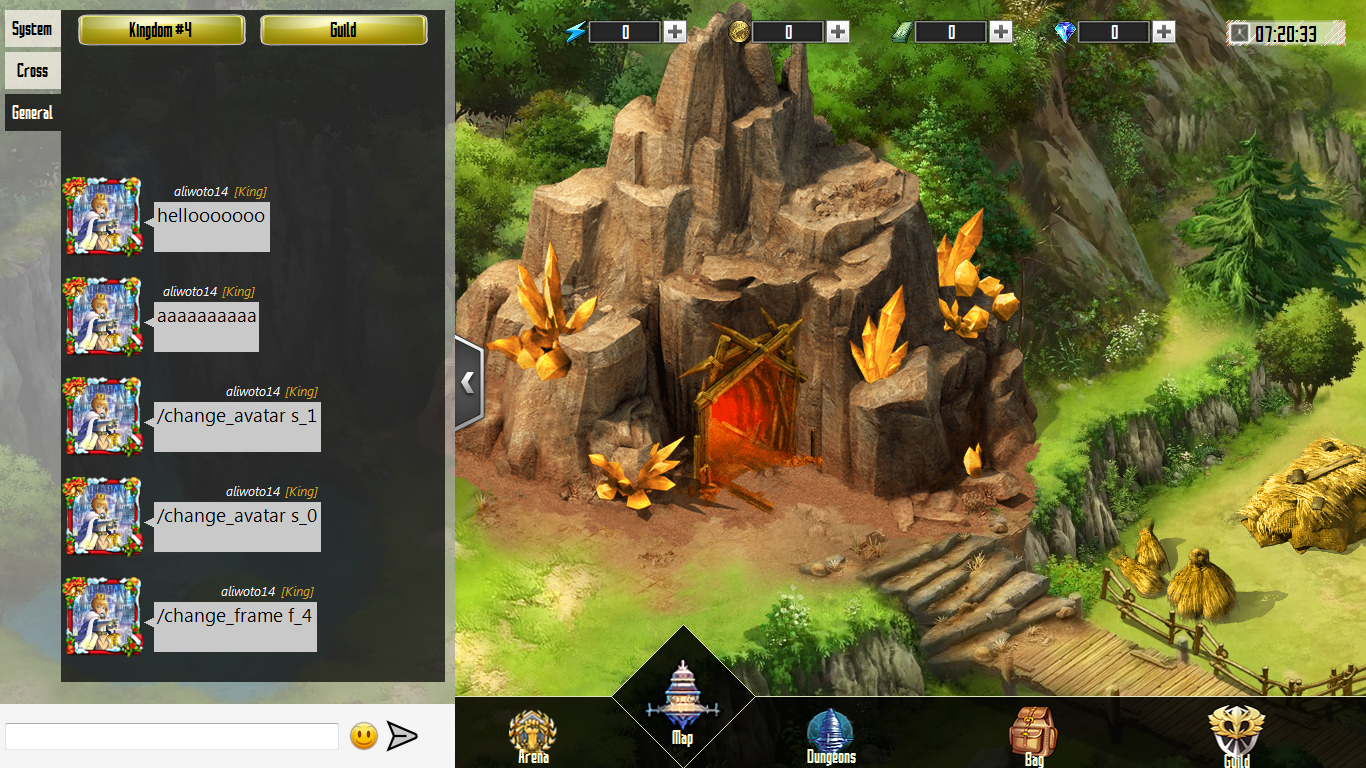 System
Kingdom #4
Guild
0
0
0
0
07:20:33
Cross
General
aliwoto14 [King]
hellooooooo
aliwoto14 [King]
aaaaaaaaaa
aliwoto14 [King]
/change_avatar s_1
aliwoto14 [King]
/change_avatar s_0
aliwoto14 [King]
/change_frame f_4
Arena
Map
Dungeons
Bag
Guild